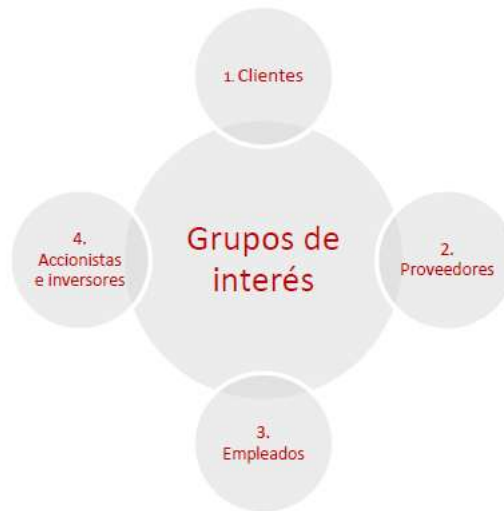 1. Clientes
Grupos de
interés
2.
Proveedores
3.
Empleados
4.
Accionistas
e inversores